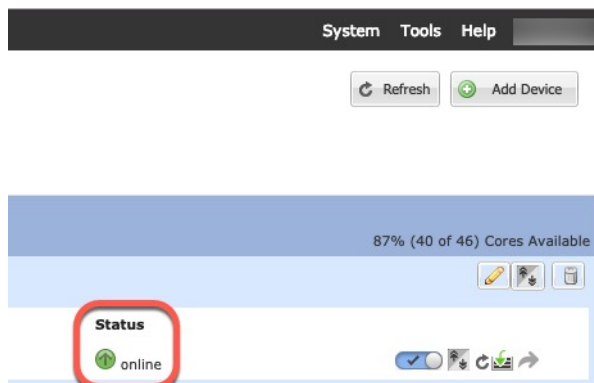 System Tools Help
Refresh Add Device
87% (40 of 46) Cores Available
Status
online